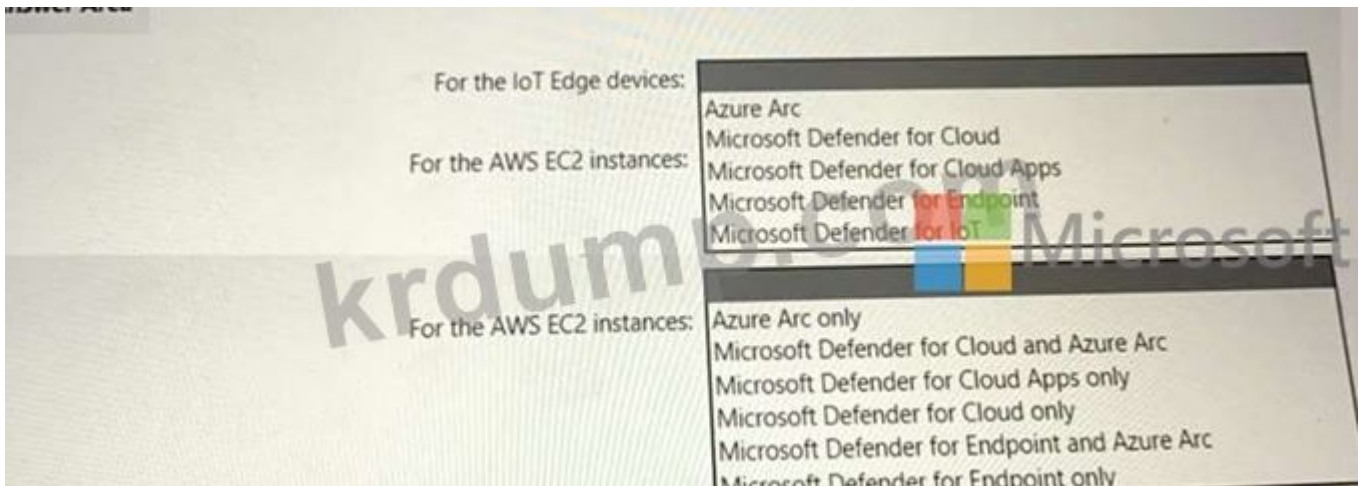 Answer Area
For the IoT Edge devices:
Azure Arc
Microsoft Defender for Cloud
For the AWS EC2 instances:
Microsoft Defender for Cloud Apps
Microsoft Defender for Endpoint
Microsoft Defender for IoT
krdump.com
Microsoft
For the AWS EC2 instances:
Azure Arc only
Microsoft Defender for Cloud and Azure Arc
Microsoft Defender for Cloud Apps only
Microsoft Defender for Cloud only
Microsoft Defender for Endpoint and Azure Arc
Microsoft Defender for Endpoint only